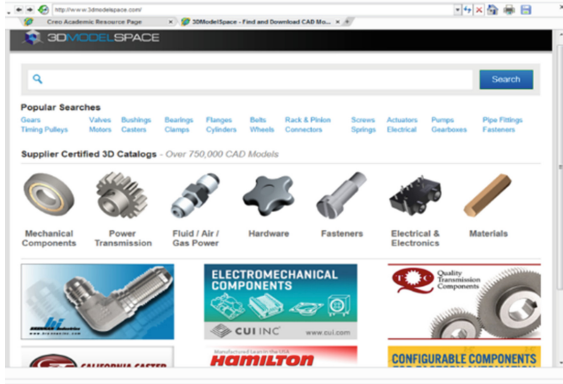 http://www.3dmodelspace.com/
Creo Academic Resource Page
3DModelSpace - Find and Download CAD Mo...
3DMODELSPACE
Search
Popular Searches
Gears Valves Bushings Bearings Flanges Belts Rack & Pinion Screws Actuators Pumps Pipe Fittings
Timing Pulleys Motors Casters Clamps Cylinders Wheels Connectors Springs Electrical Gearboxes Fasteners
Supplier Certified 3D Catalogs - Over 750,000 CAD Models
Mechanical Components
Power Transmission
Fluid / Air / Gas Power
Hardware
Fasteners
Electrical & Electronics
Materials
ELECTROMECHANICAL
COMPONENTS
CUI INC
www.cui.com
Quality
Transmission
Components
CALIFORNIA CASTER
HAMILTON
CONFIGURABLE COMPONENTS